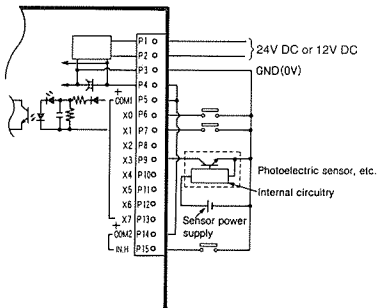 P1
P2
24V DC or 12V DC
P3
GND(0V)
P4
+
COM1 P5
X0 P6
X1 P7
X2 P8
X3 P9
X4 P10
X5 P11
X6 P12
X7 P13
+
COM2 P14
IN.H P15
Photoelectric sensor, etc.
Internal circuitry
Sensor power
supply